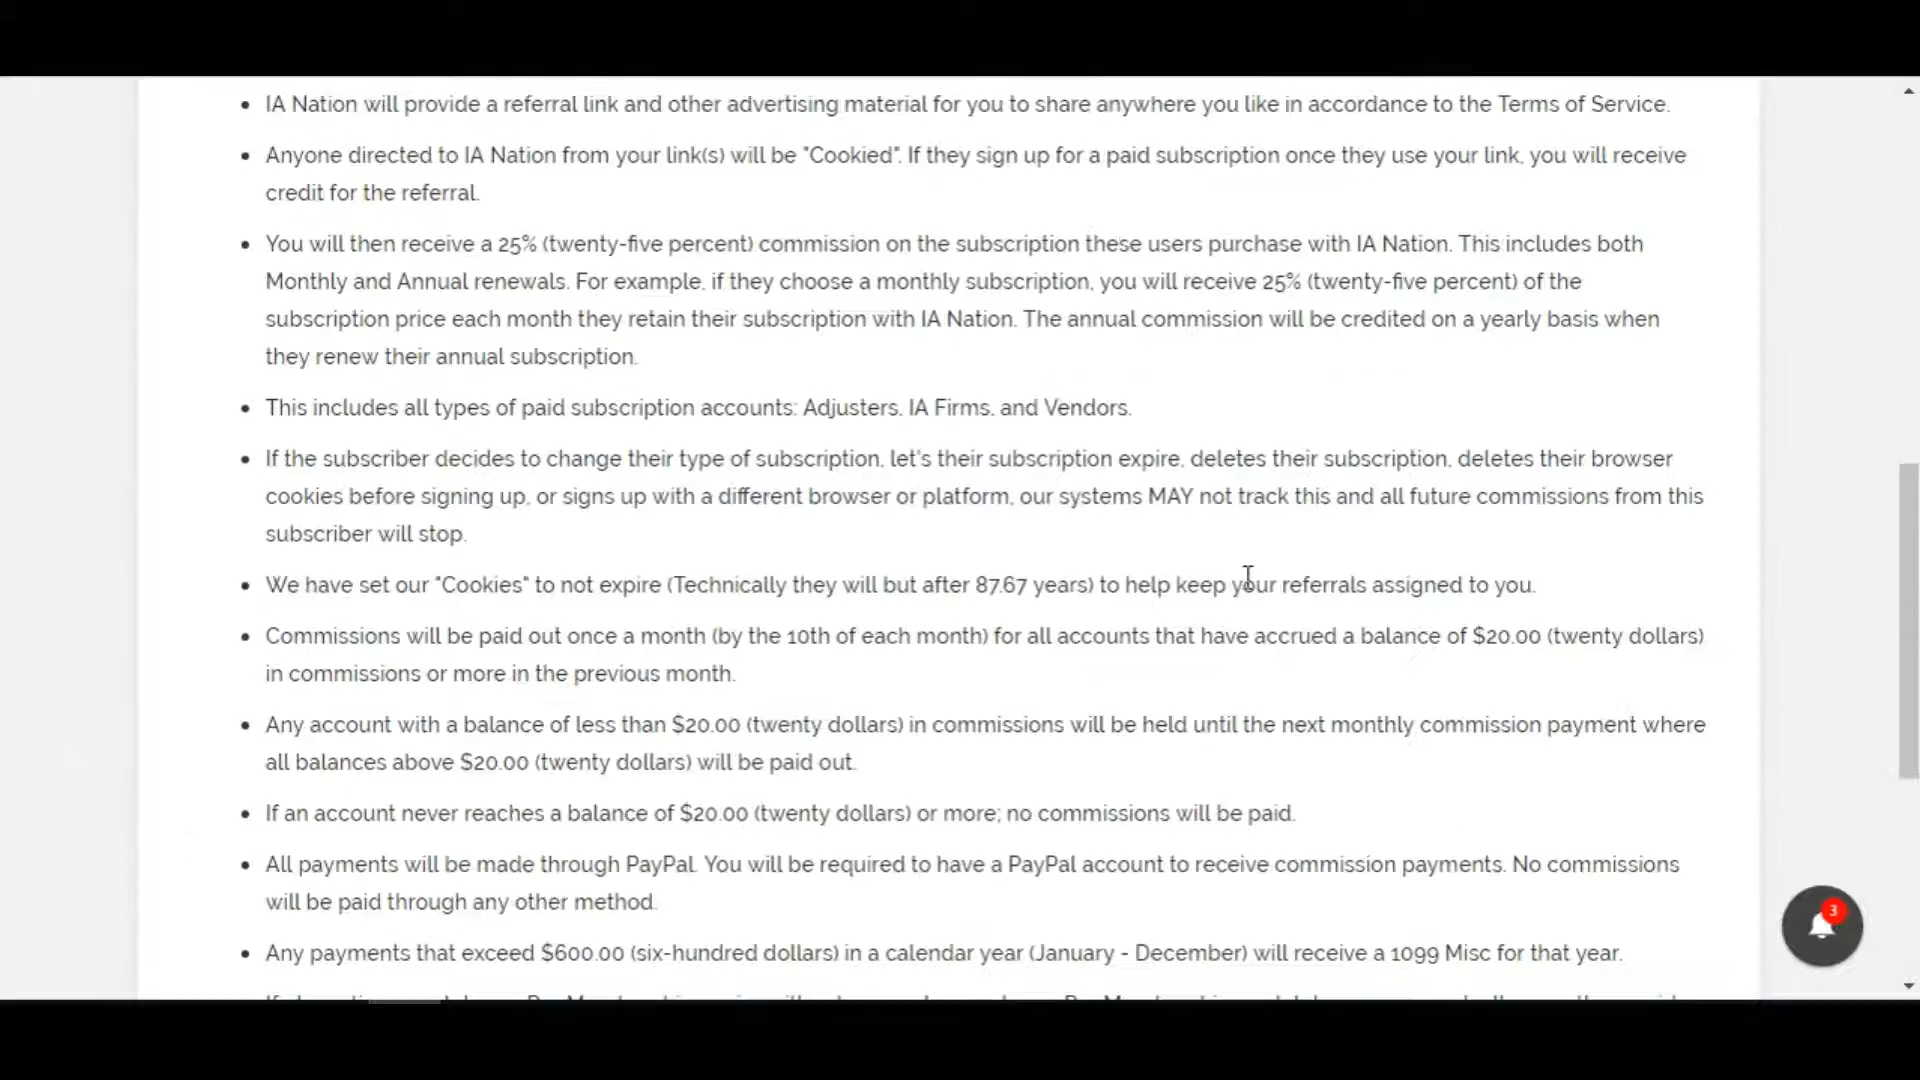 IA Nation will provide a referral link and other advertising material for you to share anywhere you like in accordance to the Terms of Service.
Anyone directed to IA Nation from your link(s) will be "Cookied". If they sign up for a paid subscription once they use your link, you will receive
credit for the referral.
You will then receive a 25% (twenty-five percent) commission on the subscription these users purchase with IA Nation. This includes both
Monthly and Annual renewals. For example, if they choose a monthly subscription, you will receive 25% (twenty-five percent) of the
subscription price each month they retain their subscription with IA Nation. The annual commission will be credited on a yearly basis when
they renew their annual subscription.
This includes all types of paid subscription accounts: Adjusters, IA Firms, and Vendors.
If the subscriber decides to change their type of subscription, let's their subscription expire, deletes their subscription, deletes their browser
cookies before signing up, or signs up with a different browser or platform, our systems MAY not track this and all future commissions from this
subscriber will stop.
We have set our "Cookies" to not expire (Technically they will but after 87.67 years) to help keep your referrals assigned to you.
Commissions will be paid out once a month (by the 10th of each month) for all accounts that have accrued a balance of $20.00 (twenty dollars)
in commissions or more in the previous month.
Any account with a balance of less than $20.00 (twenty dollars) in commissions will be held until the next monthly commission payment where
all balances above $20.00 (twenty dollars) will be paid out.
If an account never reaches a balance of $20.00 (twenty dollars) or more; no commissions will be paid.
All payments will be made through PayPal. You will be required to have a PayPal account to receive commission payments. No commissions
will be paid through any other method.
3
Any payments that exceed $600.00 (six-hundred dollars) in a calendar year (January - December) will receive a 1099 Misc for that year.